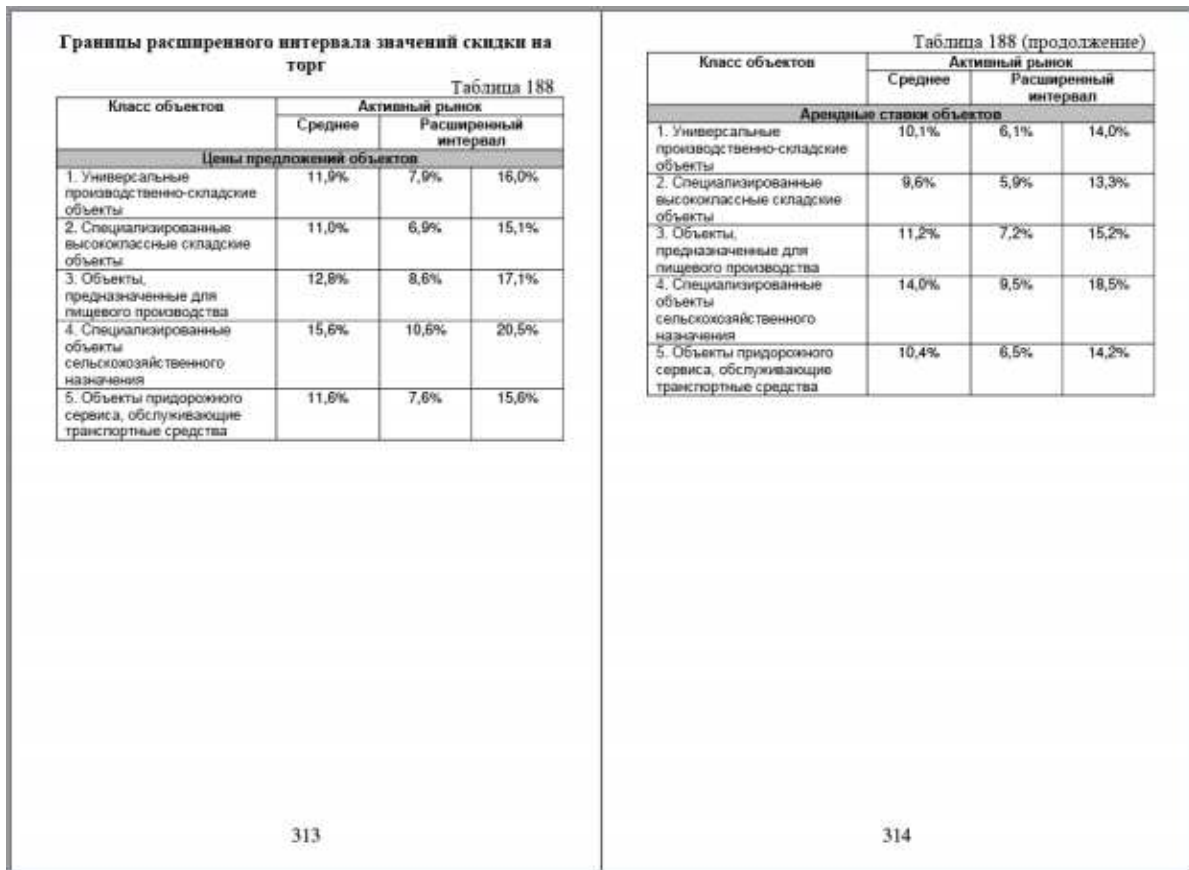 Границы расширенного интервала значений скидки на
торг
Таблица 188
Класс объектов Активный рынок
Среднее Расширенный
интервал
Цены предложений объектов
1. Универсальные 11,9% 7,9% 16,0%
производственно-складские
объекты
2. Специализированные 11,0% 6,9% 15,1%
высококлассные складские
объекты
3. Объекты, 12,8% 8,6% 17,1%
предназначенные для
пищевого производства
4. Специализированные 15,6% 10,6% 20,5%
объекты
сельскохозяйственного
назначения
5. Объекты придорожного 11,6% 7,6% 15,6%
сервиса, обслуживающие
транспортные средства
313
Таблица 188 (продолжение)
Класс объектов Активный рынок
Среднее Расширенный
интервал
Арендные ставки объектов
1. Универсальные 10,1% 6,1% 14,0%
производственно-складские
объекты
2. Специализированные 9,6% 5,9% 13,3%
высококлассные складские
объекты
3. Объекты, 11,2% 7,2% 15,2%
предназначенные для
пищевого производства
4. Специализированные 14,0% 9,5% 18,5%
объекты
сельскохозяйственного
назначения
5. Объекты придорожного 10,4% 6,5% 14,2%
сервиса, обслуживающие
транспортные средства
314